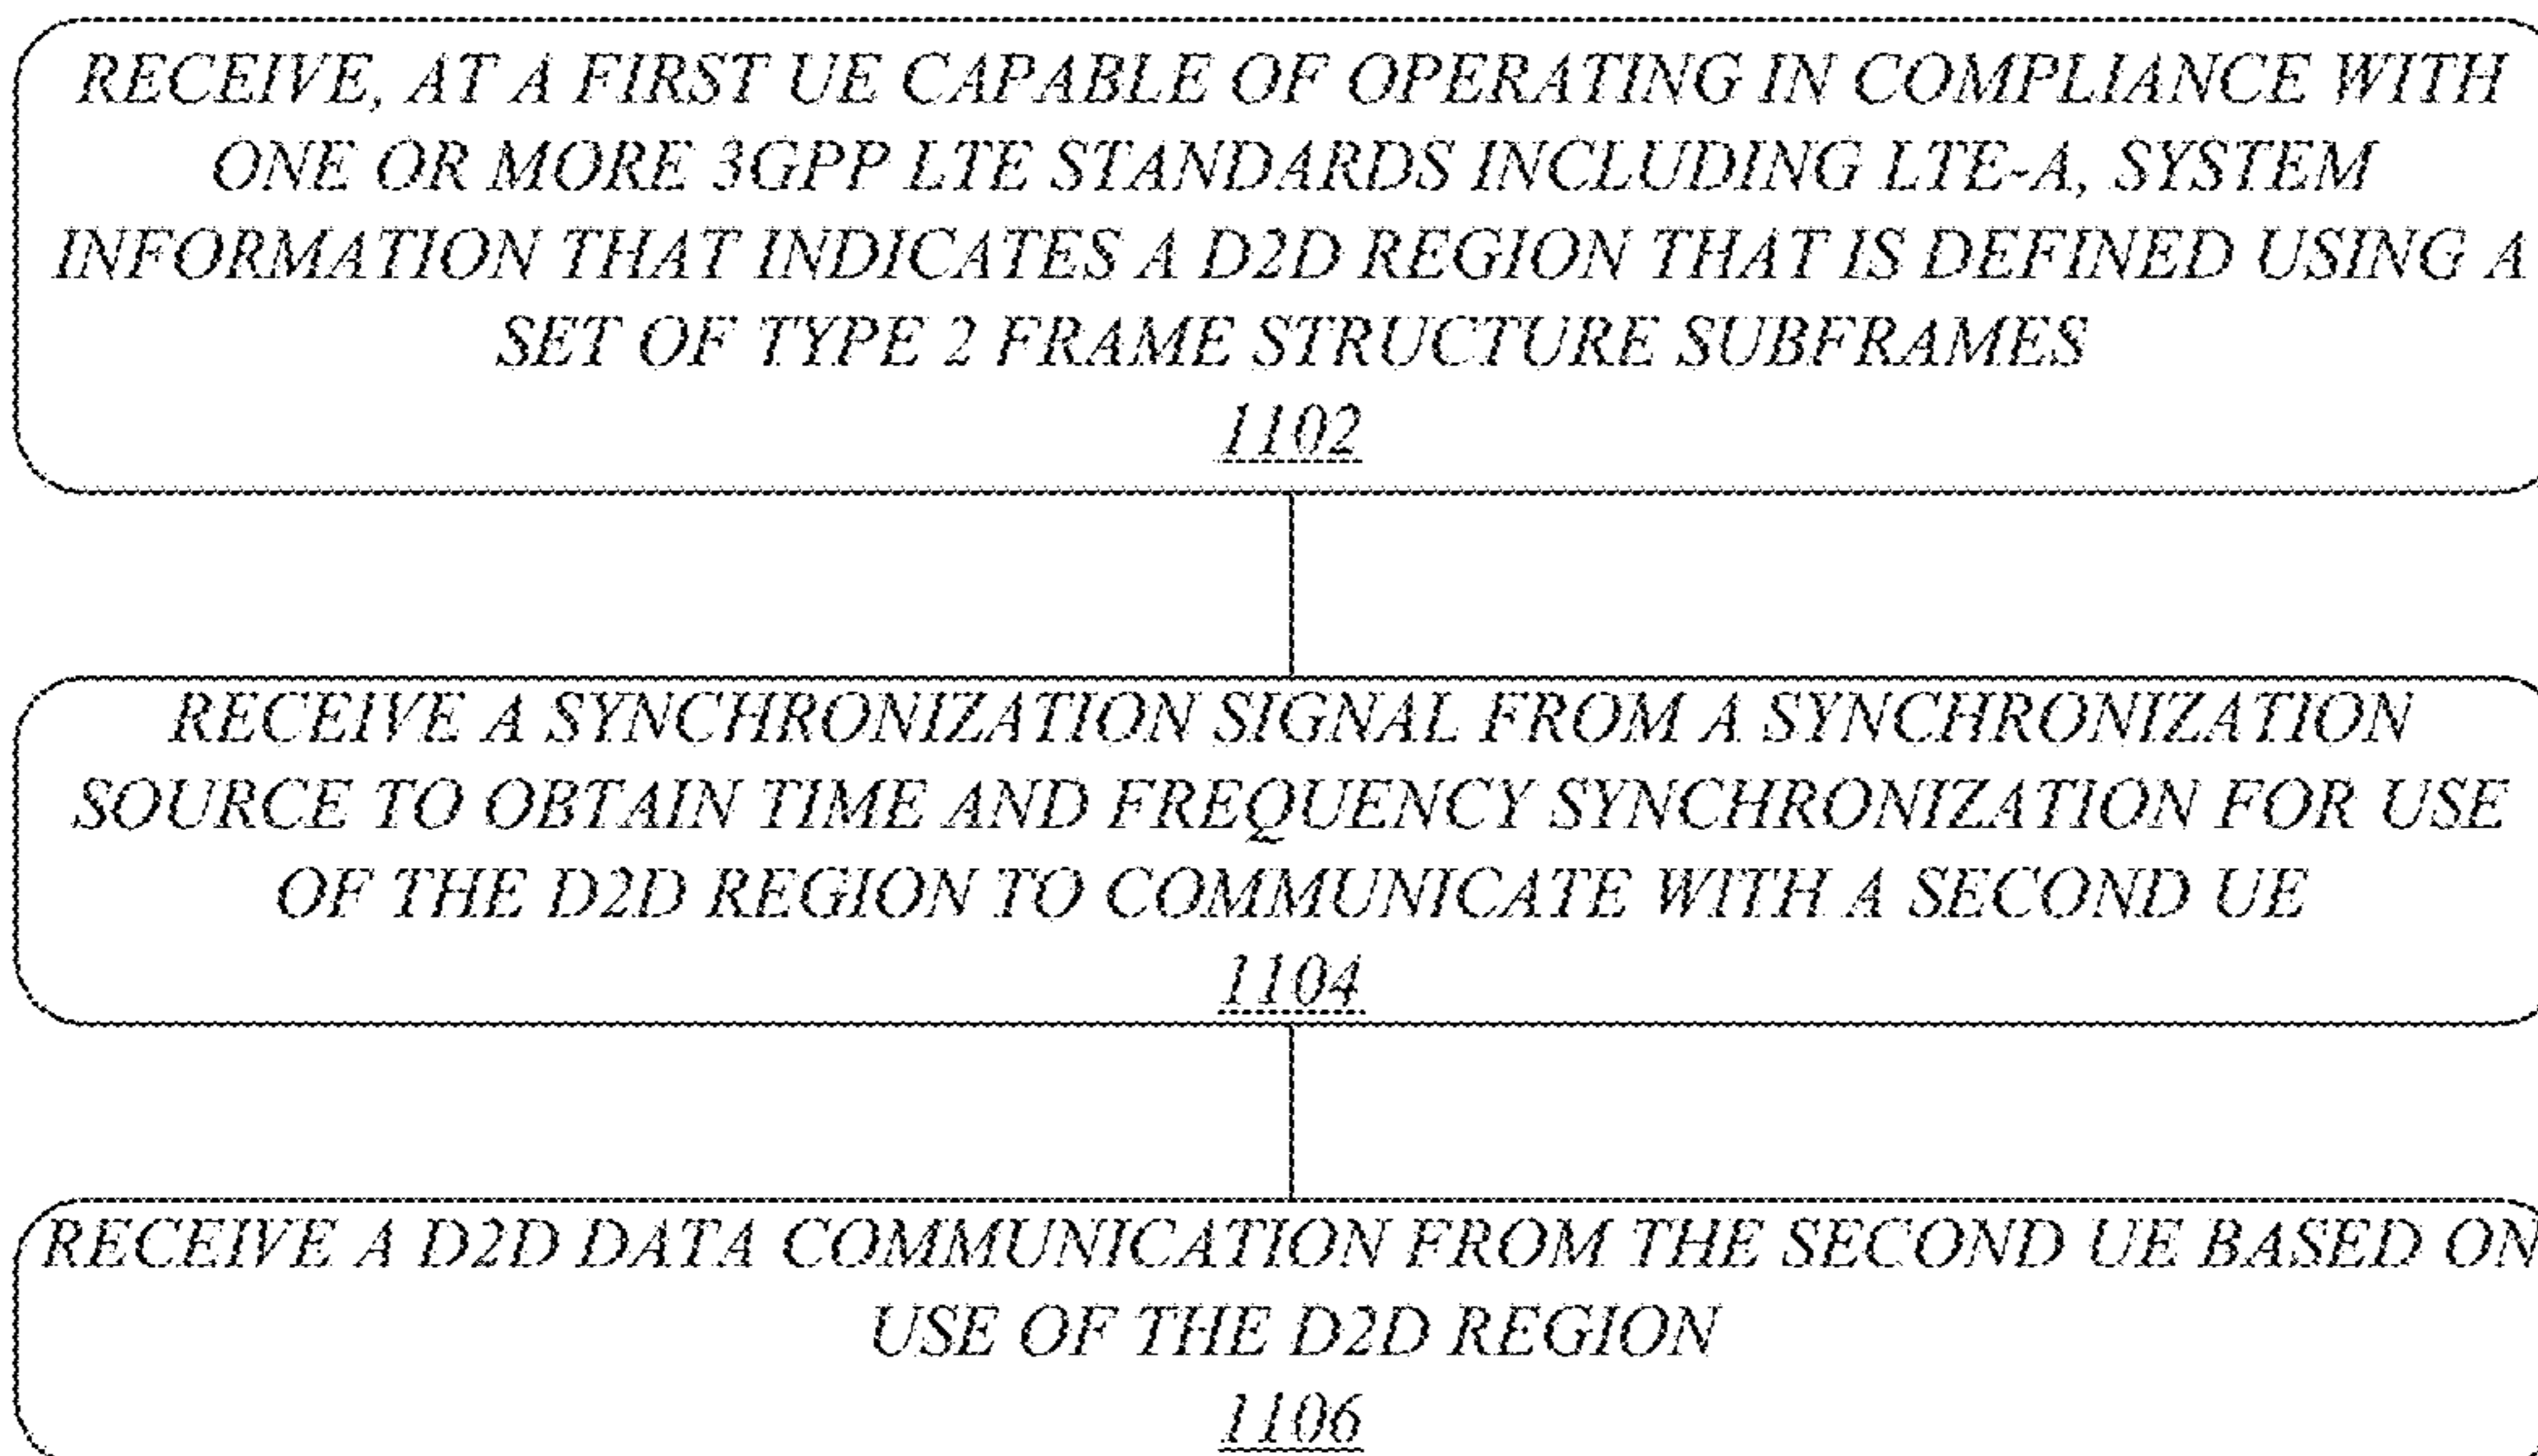 RECEIVE, AT A FIRST UE CAPABLE OF OPERATING IN COMPLIANCE WITH
ONE OR MORE 3GPP LTE STANDARDS INCLUDING LTE-A, SYSTEM
INFORMATION THAT INDICATES A D2D REGION THAT IS DEFINED USING A
SET OF TYPE 2 FRAME STRUCTURE SUBFRAMES
1102
RECEIVE A SYNCHRONIZATION SIGNAL FROM A SYNCHRONIZATION
SOURCE TO OBTAIN TIME AND FREQUENCY SYNCHRONIZATION FOR USE
OF THE D2D REGION TO COMMUNICATE WITH A SECOND UE
1104
RECEIVE A D2D DATA COMMUNICATION FROM THE SECOND UE BASED ON
USE OF THE D2D REGION
1106